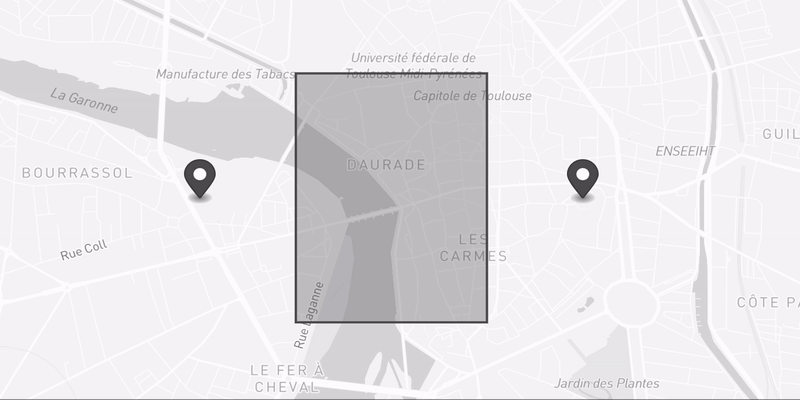 Université fédérale de
Manufacture des Tabacs
Toulouse Midi-Pyrénées
La Garonne
Capitole de Toulouse
GUIL
ENSEEIHT
DAURADE
BOURRASSOL
LES
CARMES
Rue Coll
CÔTE PA
Rue Laganne
LE FER À
CHEVAL
Jardin des Plantes